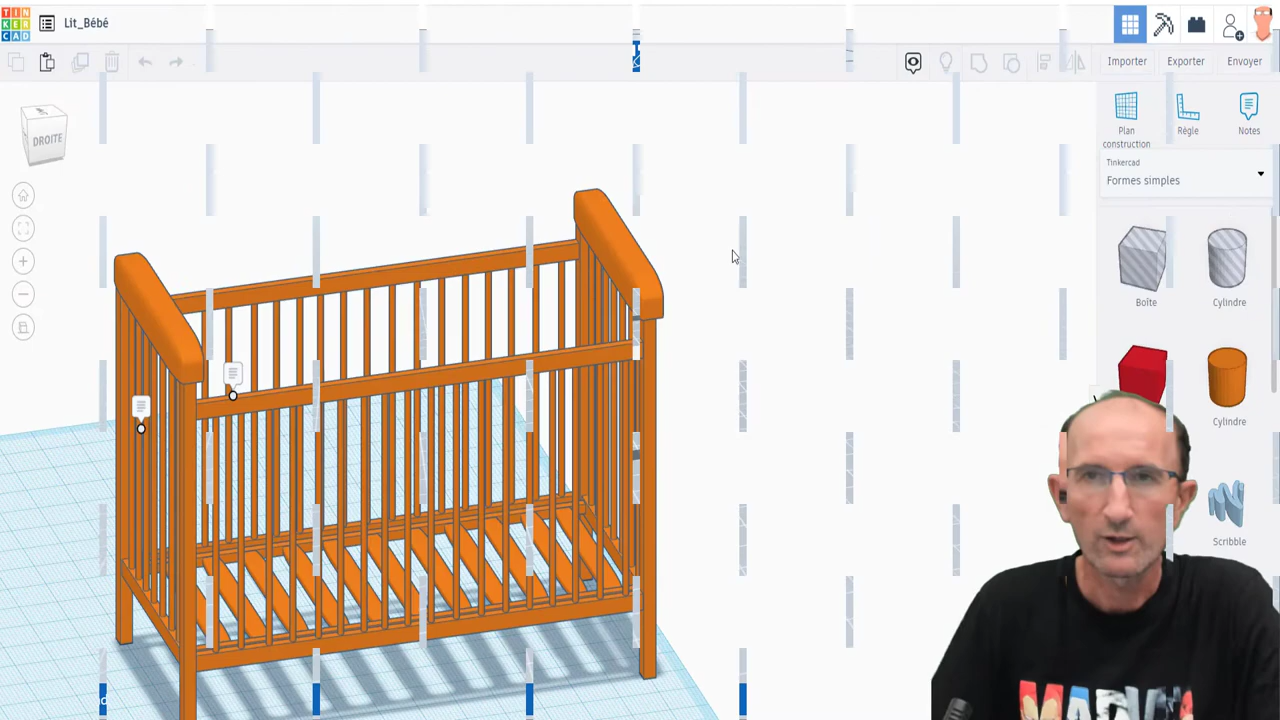 TIN
KER
CAD
Lit_Bébé
Importer
Exporter
Envoyer
DROITE
Plan
construction
Règle
Notes
Tinkercad
Formes simples
Boîte
Cylindre
Cylindre
Scribble